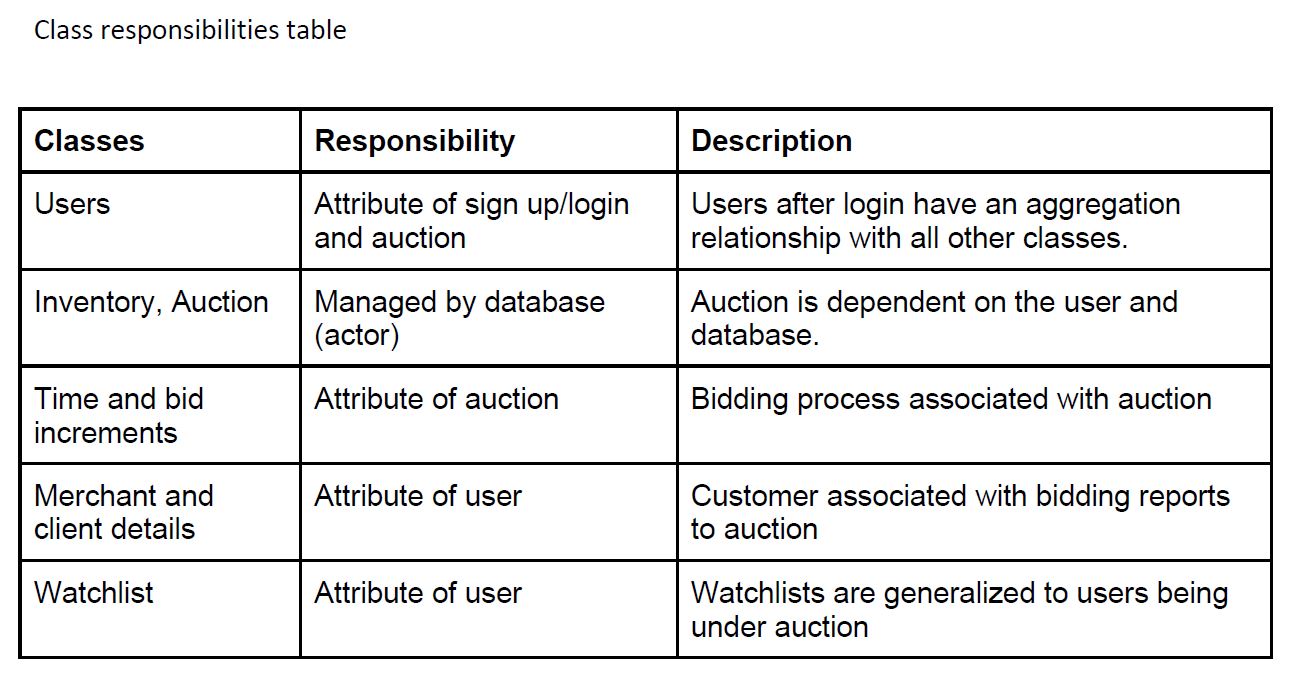 Class responsibilities table
Classes Responsibility Description
Users Attribute of sign up/login Users after login have an aggregation
and auction relationship with all other classes.
Inventory, Auction Managed by database Auction is dependent on the user and
(actor) database.
Time and bid Attribute of auction Bidding process associated with auction
increments
Merchant and Attribute of user Customer associated with bidding reports
client details to auction
Watchlist Attribute of user Watchlists are generalized to users being
under auction